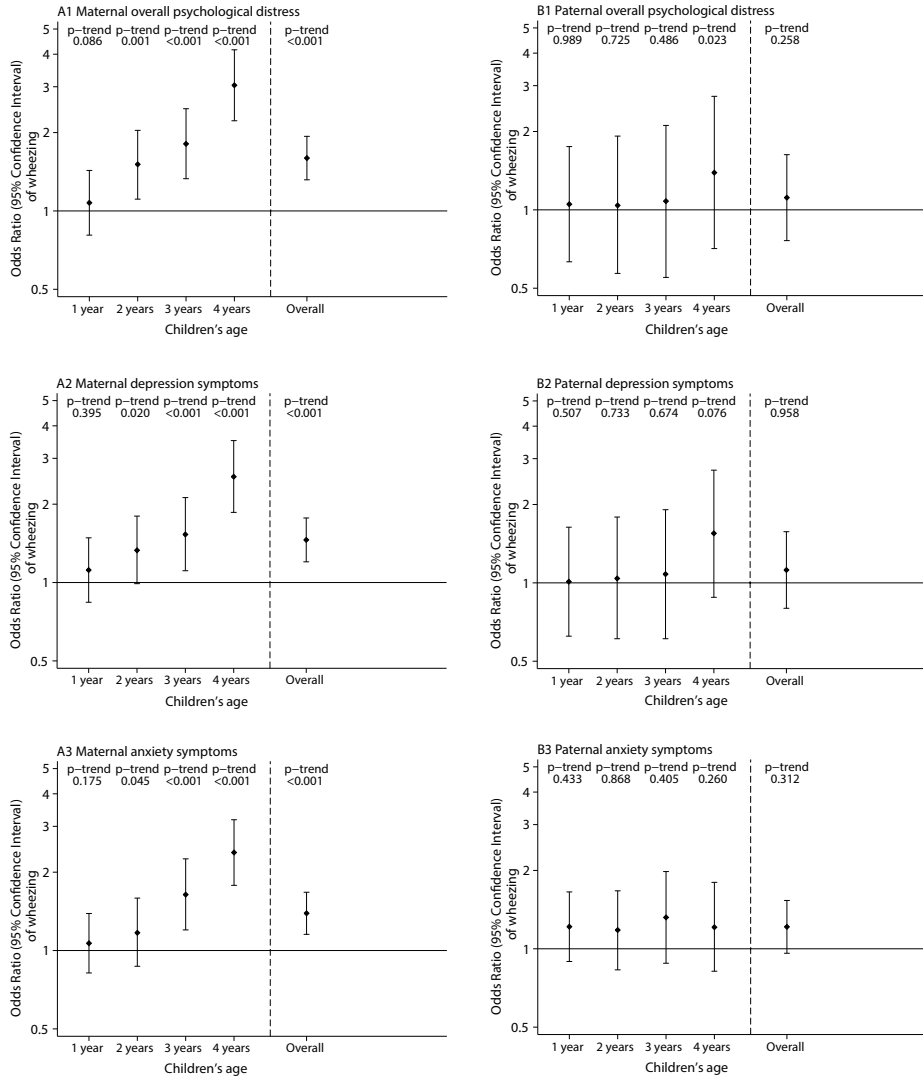 A1 Maternal overall psychological distress
5
p−trend p−trend p−trend p−trend p−trend
0.086 0.001 <0.001 <0.001 <0.001
4
3
2
1
0.5
Odds Ratio (95% Confidence Interval)
of wheezing
1 year 2 years 3 years 4 years Overall
Children's age
B1 Paternal overall psychological distress
5
p−trend p−trend p−trend p−trend p−trend
0.989 0.725 0.486 0.023 0.258
4
3
2
1
0.5
Odds Ratio (95% Confidence Interval)
of wheezing
1 year 2 years 3 years 4 years Overall
Children's age
A2 Maternal depression symptoms
5
p−trend p−trend p−trend p−trend p−trend
0.395 0.020 <0.001 <0.001 <0.001
4
3
2
1
0.5
Odds Ratio (95% Confidence Interval)
of wheezing
1 year 2 years 3 years 4 years Overall
Children's age
B2 Paternal depression symptoms
5
p−trend p−trend p−trend p−trend p−trend
0.507 0.733 0.674 0.076 0.958
4
3
2
1
0.5
Odds Ratio (95% Confidence Interval)
of wheezing
1 year 2 years 3 years 4 years Overall
Children's age
A3 Maternal anxiety symptoms
5
p−trend p−trend p−trend p−trend p−trend
0.175 0.045 <0.001 <0.001 <0.001
4
3
2
1
0.5
Odds Ratio (95% Confidence Interval)
of wheezing
1 year 2 years 3 years 4 years Overall
Children's age
B3 Paternal anxiety symptoms
5
p−trend p−trend p−trend p−trend p−trend
0.433 0.868 0.405 0.260 0.312
4
3
2
1
0.5
Odds Ratio (95% Confidence Interval)
of wheezing
1 year 2 years 3 years 4 years Overall
Children's age